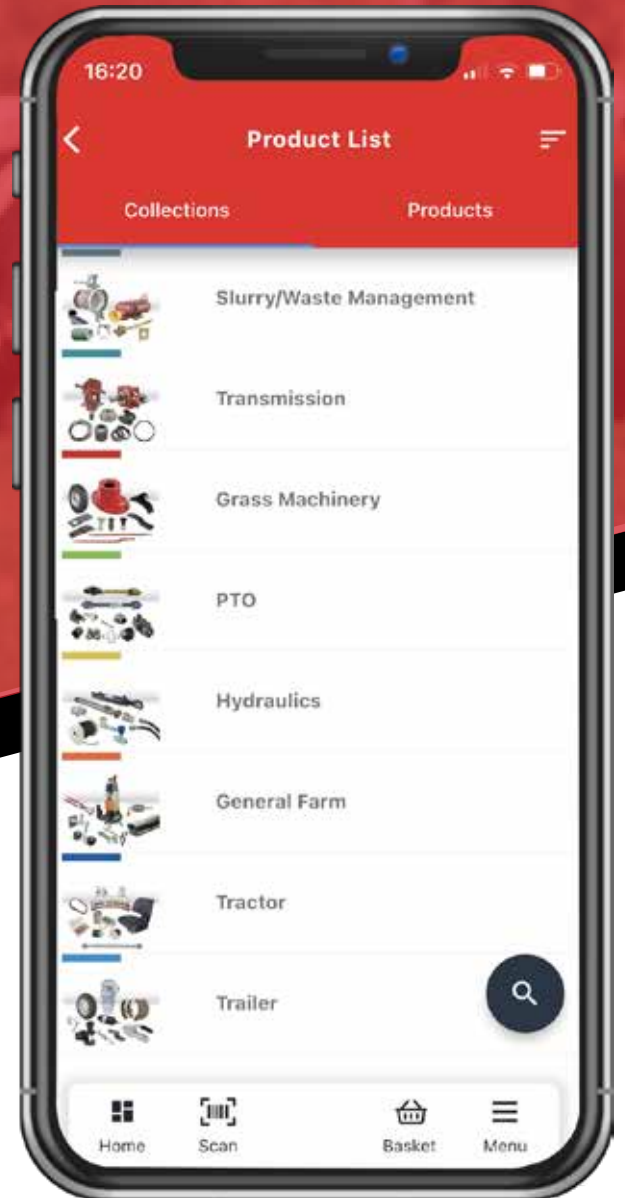 16:20
Product List
Collections Products
Slurry/Waste Management
Transmission
Grass Machinery
PTO
Hydraulics
General Farm
Tractor
Trailer
Home Scan Basket Menu